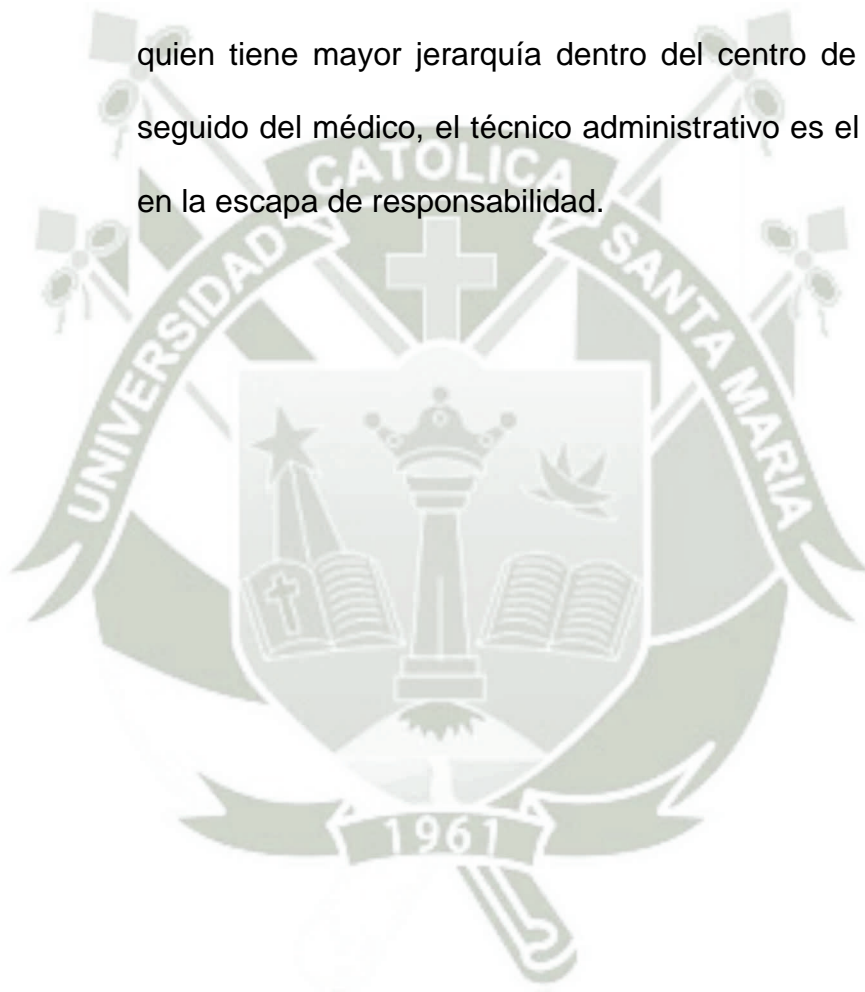 quien tiene mayor jerarquía dentro del centro de
seguido del médico, el técnico administrativo es el
en la escapa de responsabilidad.
CATOLICA
UNIVERSIDAD
SANTA MARIA
1961